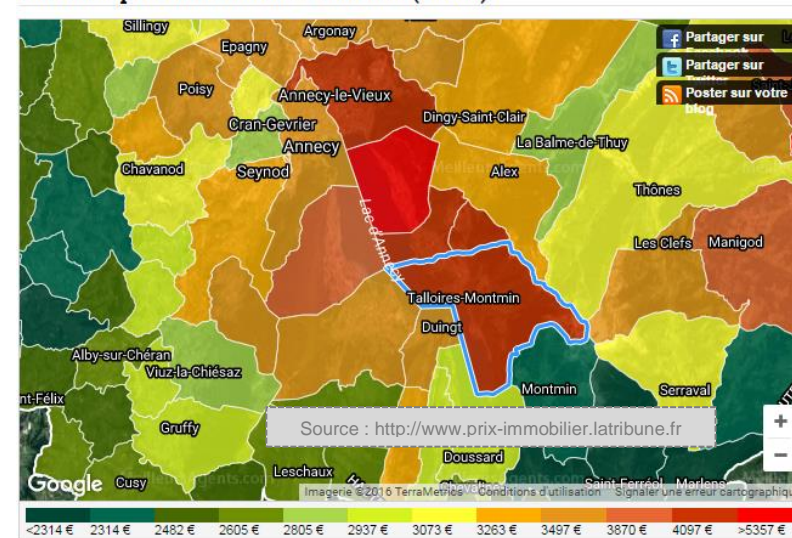 Sillingy
Argonay
Epagny
Partager sur
Partager sur
Poster sur votre
blog
Poisy
Annecy-le-Vieux
Dingy-Saint-Clair
Cran-Gevrier
La Balme-de-Thuy
Annecy
Chavanod
Seynod
Alex
Thônes
Lac d'Annecy
Les Clefs
Manigod
Talloires-Montmin
Duingt
Alby-sur-Chéran
Viuz-la-Chiésaz
Montmin
Serraval
nt-Félix
Gruffy
Source : http://www.prix-immobilier.latribune.fr
+
Doussard
−
Leschaux
Google
Cusy
Saint-Ferréol
Marlens
Imagerie ©2016 TerraMetrics
Conditions d'utilisation
Signaler une erreur cartographiqu
<2314 € 2314 € 2482 € 2605 € 2805 € 2937 € 3073 € 3263 € 3497 € 3870 € 4097 € >5357 €